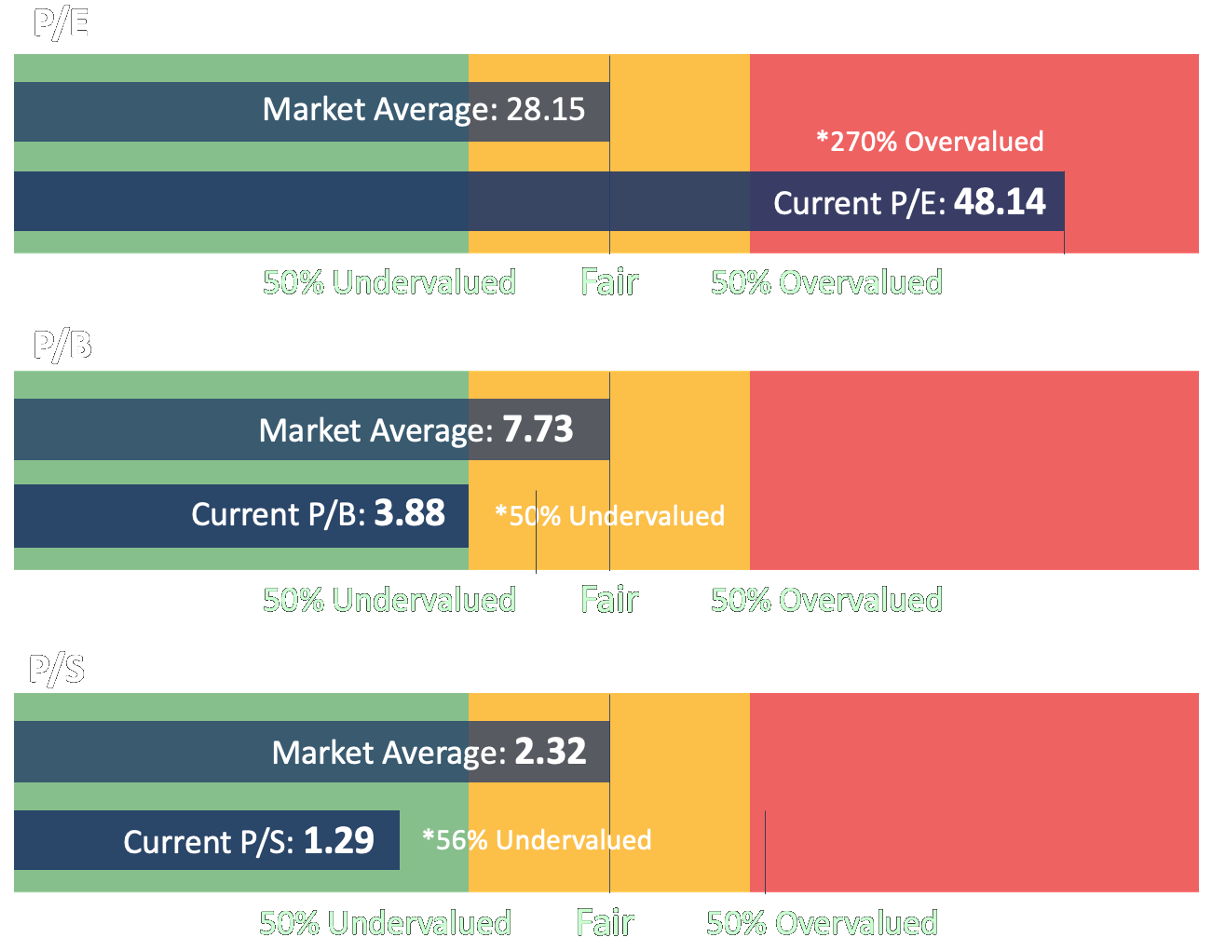 P/E
Market Average: 28.15
*270% Overvalued
Current P/E: 48.14
50% Undervalued Fair 50% Overvalued
P/B
Market Average: 7.73
Current P/B: 3.88 *50% Undervalued
50% Undervalued Fair 50% Overvalued
P/S
Market Average: 2.32
Current P/S: 1.29 *56% Undervalued
50% Undervalued Fair 50% Overvalued